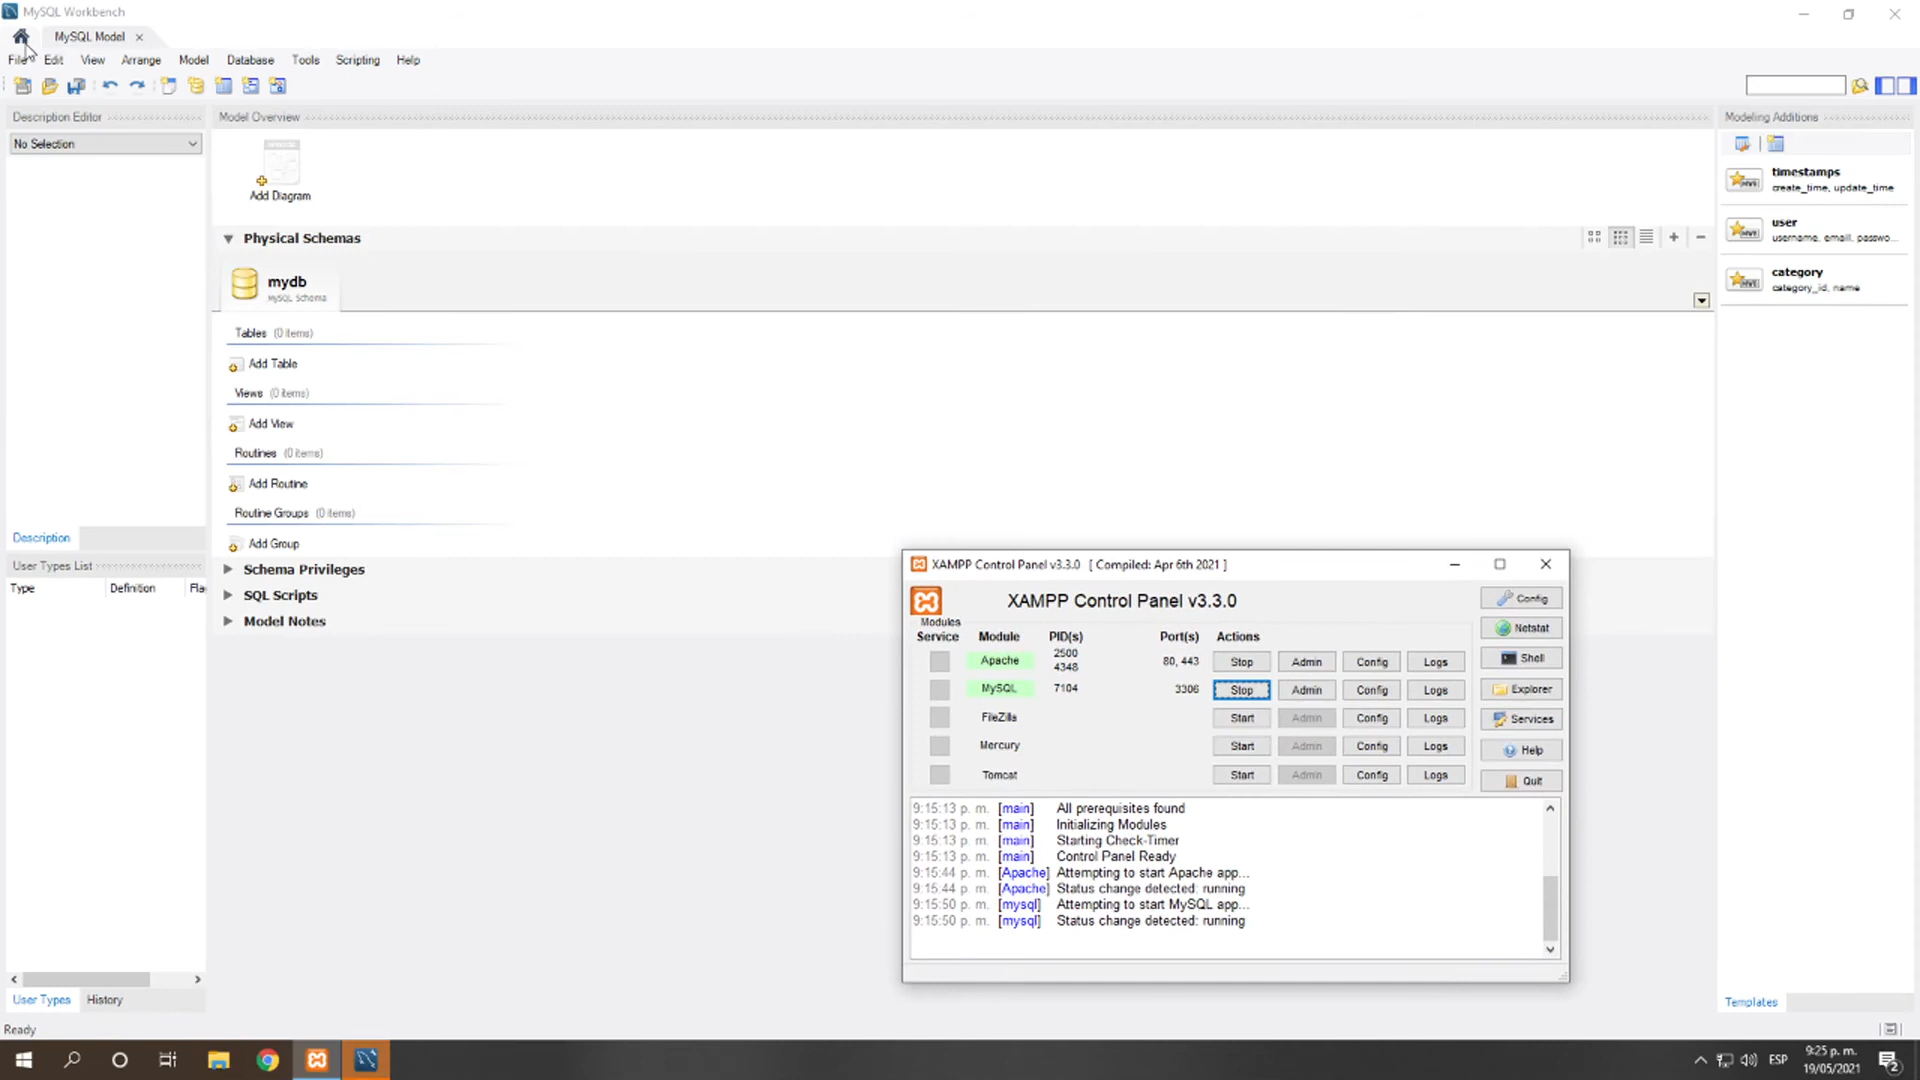 MySQL Workbench
MySQL Model
File Edit View Arrange Model Database Tools Scripting Help
Description Editor
No Selection
Model Overview
Modeling Additions
Add Diagram
timestamps
create_time, update_time
user
username, email, passwo...
category
category_id, name
Physical Schemas
mydb
MySQL Schema
Tables (0 items)
Add Table
Views (0 items)
Add View
Routines (0 items)
Add Routine
Routine Groups (0 items)
Add Group
Schema Privileges
SQL Scripts
Model Notes
Description
User Types List
Type Definition Flag
User Types History
Templates
Ready
XAMPP Control Panel v3.3.0 [ Compiled: Apr 6th 2021 ]
XAMPP Control Panel v3.3.0
Modules
Service Module PID(s) Port(s) Actions
Apache 2500 4348 80, 443 Stop Admin Config Logs
MySQL 7104 3306 Stop Admin Config Logs
FileZilla Start Admin Config Logs
Mercury Start Admin Config Logs
Tomcat Start Admin Config Logs
Config
Netstat
Shell
Explorer
Services
Help
Quit
9:15:13 p. m. [main] All prerequisites found
9:15:13 p. m. [main] Initializing Modules
9:15:13 p. m. [main] Starting Check-Timer
9:15:13 p. m. [main] Control Panel Ready
9:15:44 p. m. [Apache] Attempting to start Apache app...
9:15:44 p. m. [Apache] Status change detected: running
9:15:50 p. m. [mysql] Attempting to start MySQL app...
9:15:50 p. m. [mysql] Status change detected: running
ESP
9:25 p. m.
19/05/2021
2